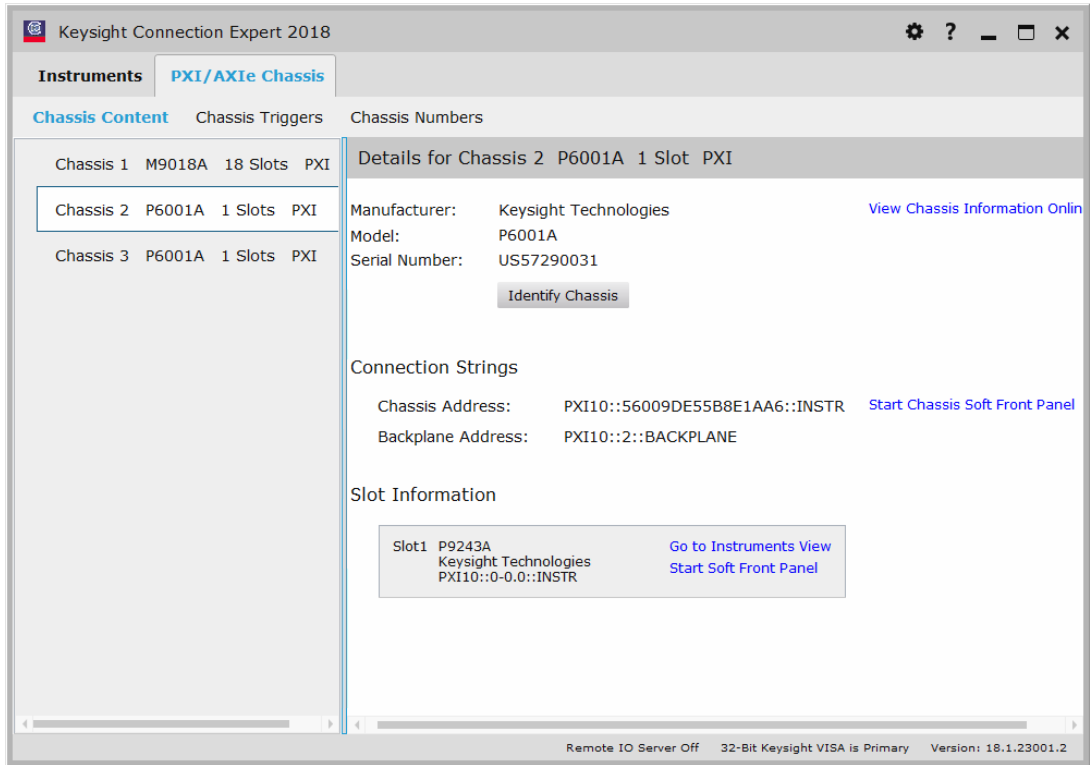 Keysight Connection Expert 2018
Instruments PXI/AXIe Chassis
Chassis Content Chassis Triggers Chassis Numbers
Chassis 1 M9018A 18 Slots PXI
Chassis 2 P6001A 1 Slots PXI
Chassis 3 P6001A 1 Slots PXI
Details for Chassis 2 P6001A 1 Slot PXI
Manufacturer: Keysight Technologies View Chassis Information Onlin
Model: P6001A
Serial Number: US57290031
Identify Chassis
Connection Strings
Chassis Address: PXI10::56009DE55B8E1AA6::INSTR Start Chassis Soft Front Panel
Backplane Address: PXI10::2::BACKPLANE
Slot Information
Slot1 P9243A Go to Instruments View
Keysight Technologies Start Soft Front Panel
PXI10::0-0.0::INSTR
Remote IO Server Off 32-Bit Keysight VISA is Primary Version: 18.1.23001.2